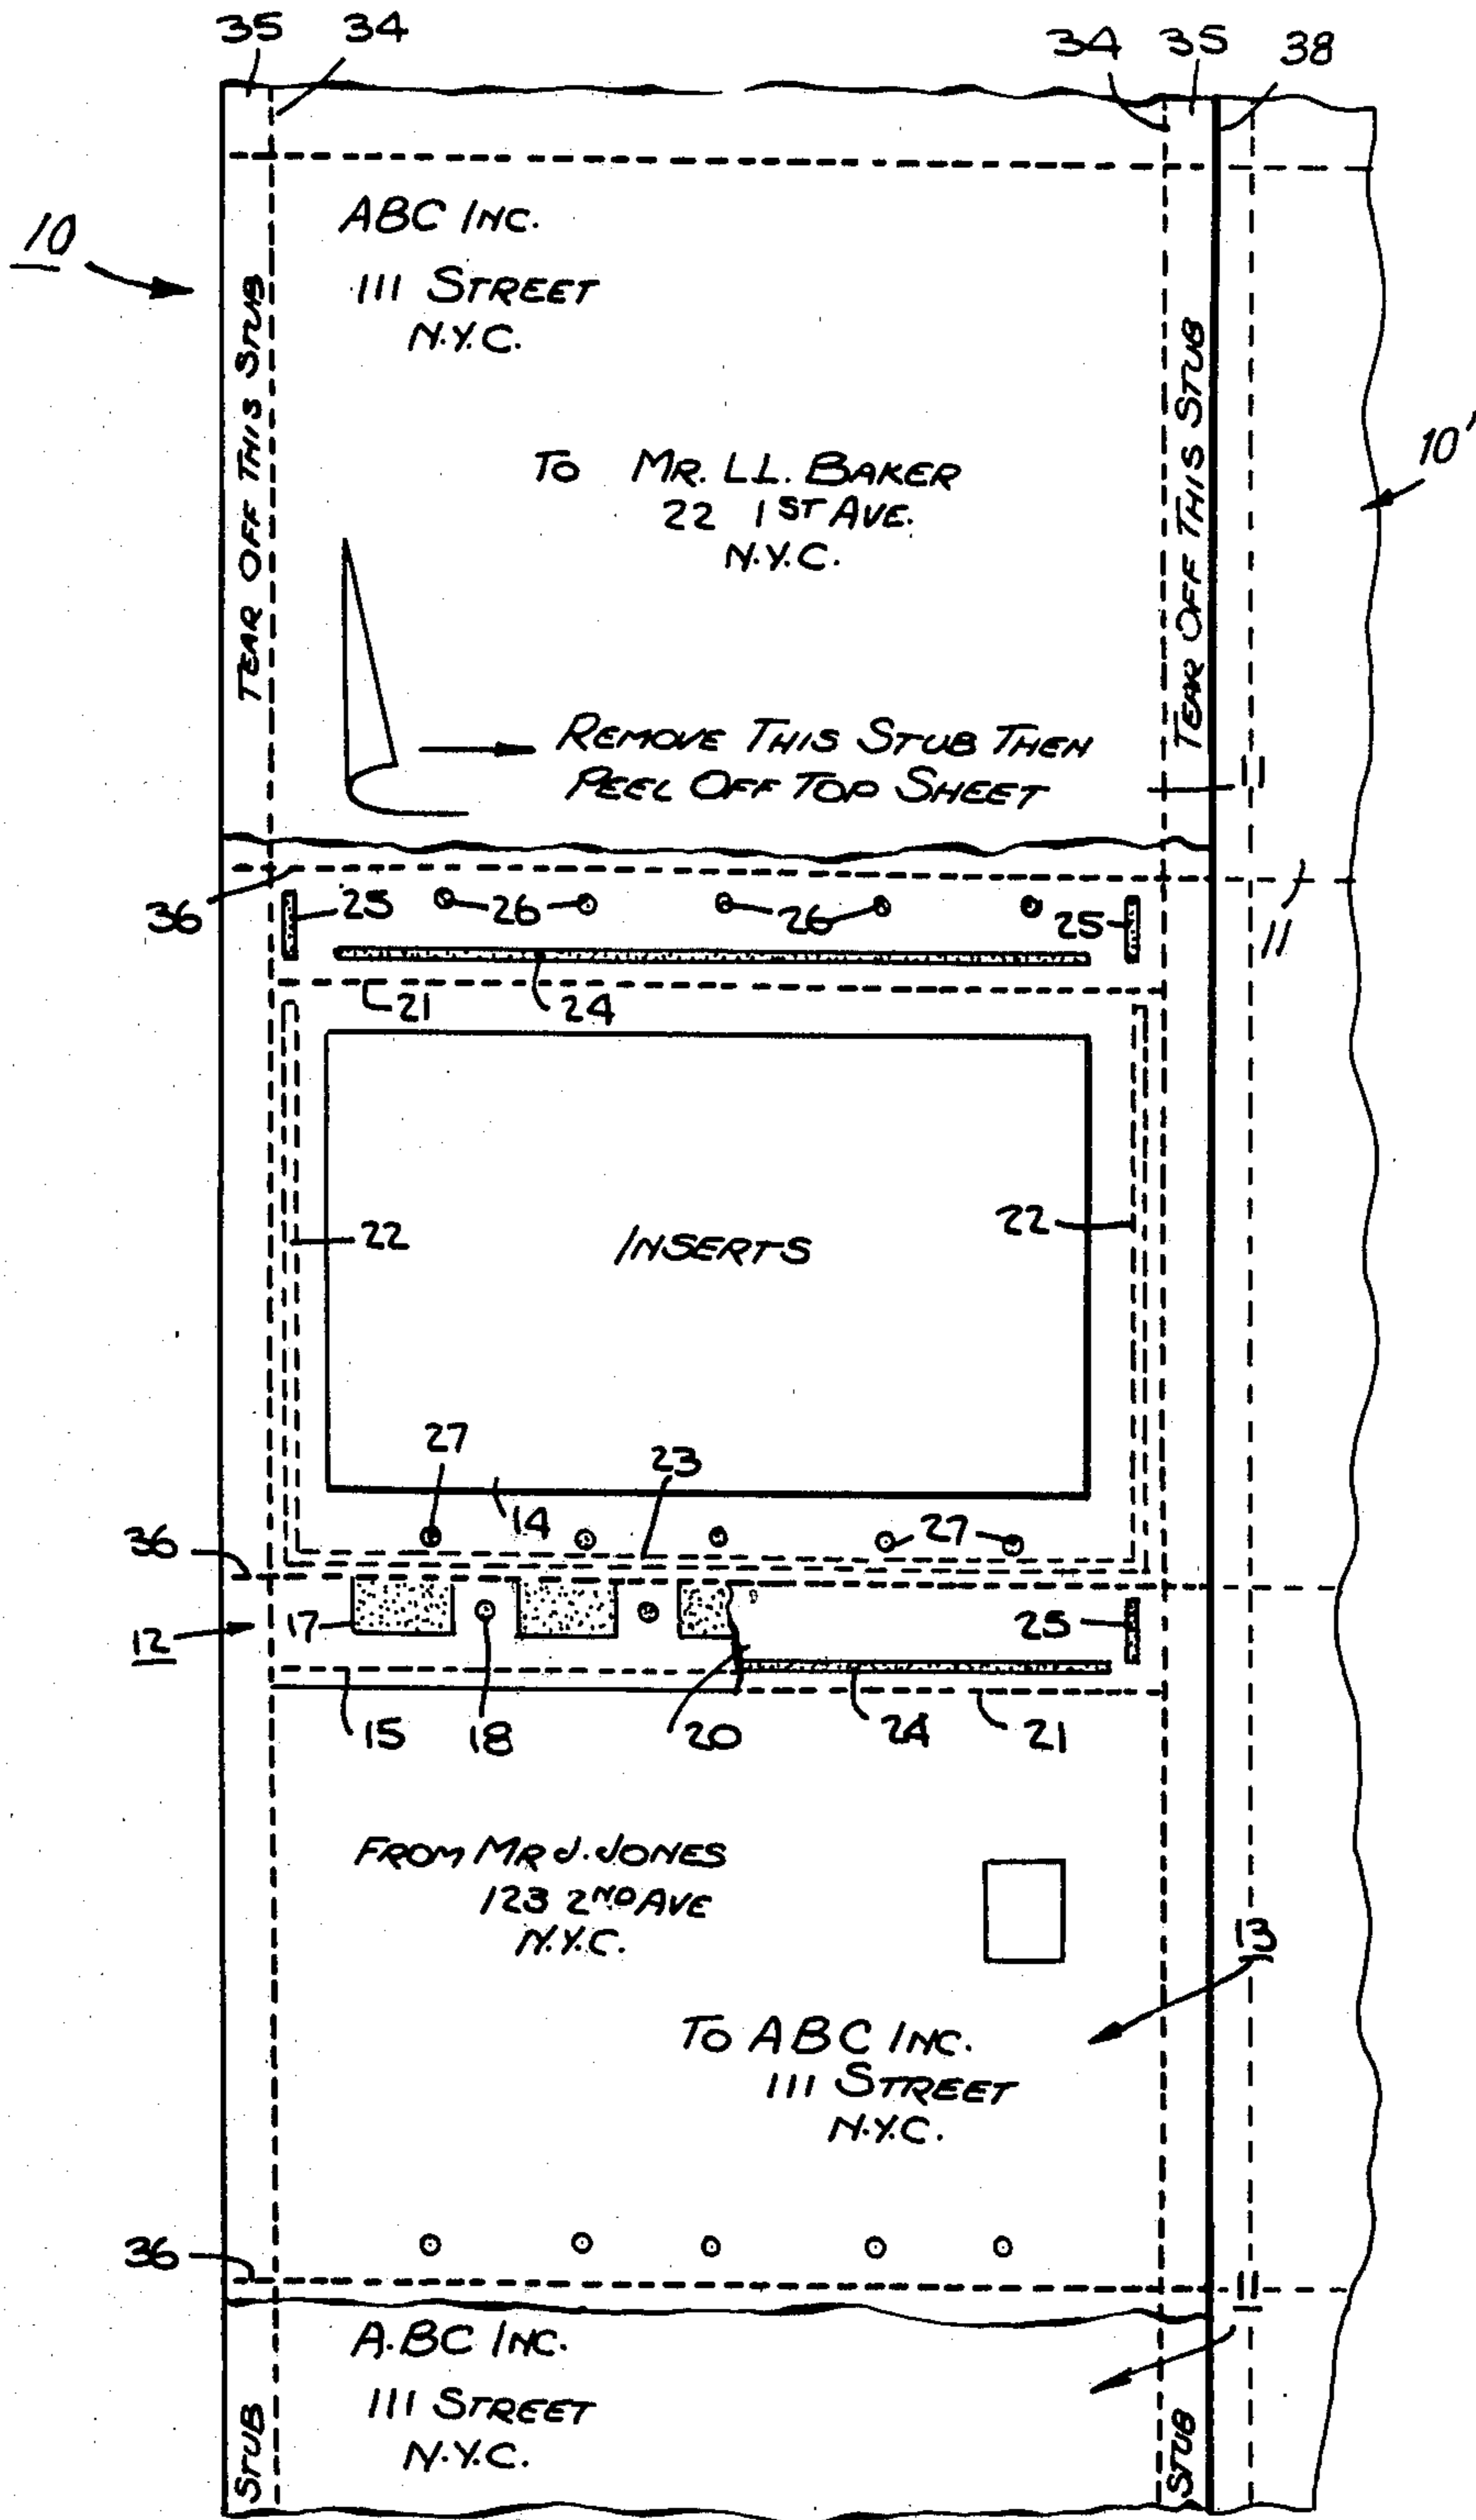 35 34 34 35 38
10
ABC INC.
111 STREET
N.Y.C.
TEAR OFF THIS STUB
TEAR OFF THIS STUB
10'
TO MR. LL. BAKER
22 1ST AVE.
N.Y.C.
REMOVE THIS STUB THEN
PEEL OFF TOP SHEET
11
36 25 26 26 25 11
21 24
22 INSERTS 22
27 23
14 27
36
12 17 25
15 18 20 24 21
FROM MR J. JONES
123 2ND AVE
N.Y.C.
13
TO ABC INC.
111 STREET
N.Y.C.
36
11
A.BC INC.
111 STREET
N.Y.C.
STUB
STUB